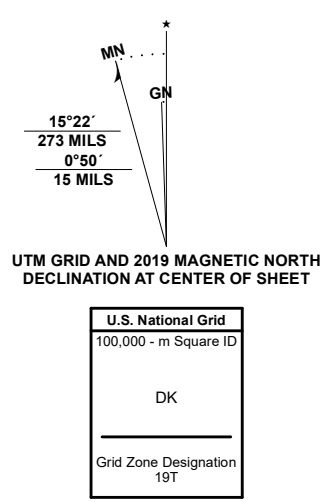 ★
MN
GN
15°22´
273 MILS
0°50´
15 MILS
UTM GRID AND 2019 MAGNETIC NORTH
DECLINATION AT CENTER OF SHEET
U.S. National Grid
100,000 - m Square ID
DK
Grid Zone Designation
19T